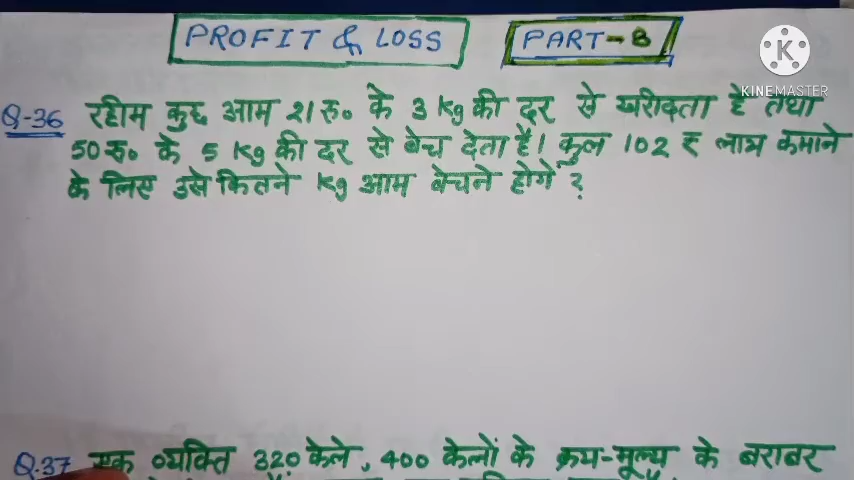 PROFIT & LOSS PART-8
KINEMASTER
Q-36 रहीम कुछ आम 21 रू० के 3 Kg की दर से खरीदता है तथा
50 रू० के 5 Kg की दर से बेच देता है। कुल 102 ₹ लाभ कमाने
के लिए उसे कितने Kg आम बेचने होगें ?
Q.37 एक व्यक्ति 320 केले, 400 केलों के क्रय-मूल्य के बराबर